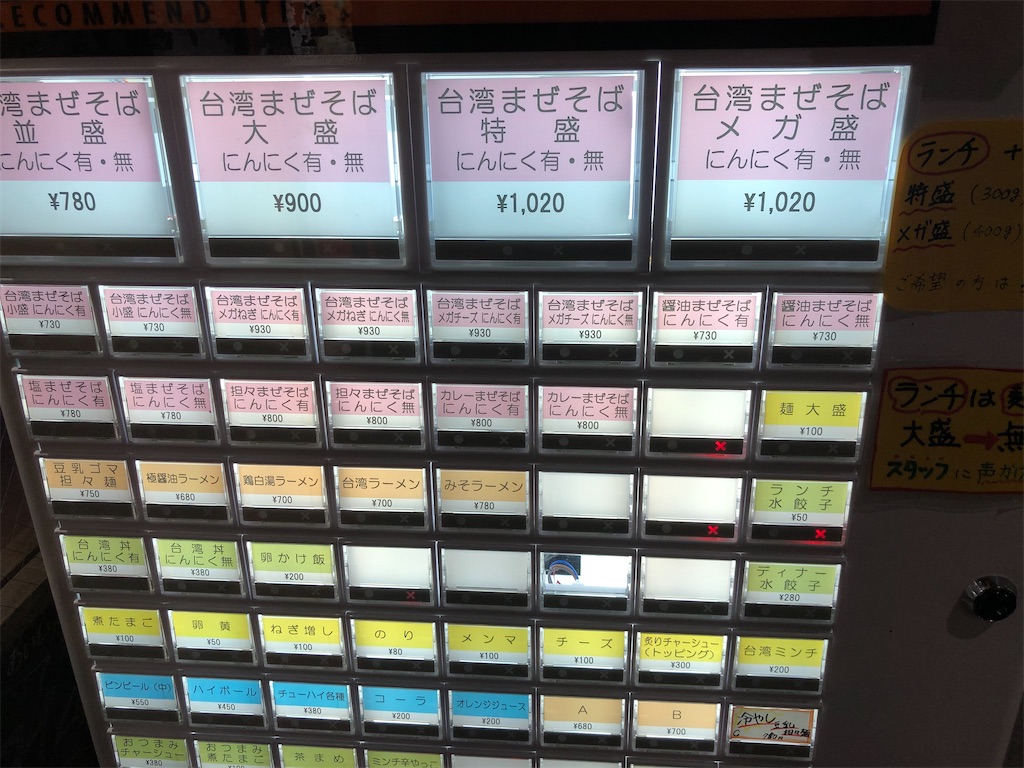 RECOMMEND ITEM
台湾まぜそば
並盛
にんにく有・無
¥780
台湾まぜそば
大盛
にんにく有・無
¥900
台湾まぜそば
特盛
にんにく有・無
¥1,020
台湾まぜそば
メガ盛
にんにく有・無
¥1,020
ランチ +
特盛 (300g)
メガ盛 (400g)
ご希望の方は
台湾まぜそば
小盛 にんにく有
¥730
台湾まぜそば
小盛 にんにく無
¥730
台湾まぜそば
メガねぎ にんにく有
¥930
台湾まぜそば
メガねぎ にんにく無
¥930
台湾まぜそば
メガチーズ にんにく有
¥930
台湾まぜそば
メガチーズ にんにく無
¥930
醤油まぜそば
にんにく有
¥730
醤油まぜそば
にんにく無
¥730
塩まぜそば
にんにく有
¥780
塩まぜそば
にんにく無
¥780
担々まぜそば
にんにく有
¥800
担々まぜそば
にんにく無
¥800
カレーまぜそば
にんにく有
¥800
カレーまぜそば
にんにく無
¥800
麺大盛
¥100
ランチは
大盛→無
スタッフに声か
豆乳ゴマ
担々麺
¥750
極醤油ラーメン
¥680
鶏白湯ラーメン
¥700
台湾ラーメン
¥700
みそラーメン
¥780
ランチ
水餃子
¥50
台湾丼
にんにく有
¥380
台湾丼
にんにく無
¥380
卵かけ飯
¥200
ディナー
水餃子
¥280
煮たまご
¥100
卵黄
¥50
ねぎ増し
¥100
のり
¥80
メンマ
¥100
チーズ
¥100
炙りチャーシュー
(トッピング)
¥300
台湾ミンチ
¥200
ビンビール(中)
¥550
ハイボール
¥450
チューハイ各種
¥380
コーラ
¥200
オレンジジュース
¥200
A
¥680
B
¥700
冷やし
豆乳
担々麺
おつまみ
チャーシュー
¥380
おつまみ
煮たまご
茶まめ
ミンチ辛やっこ